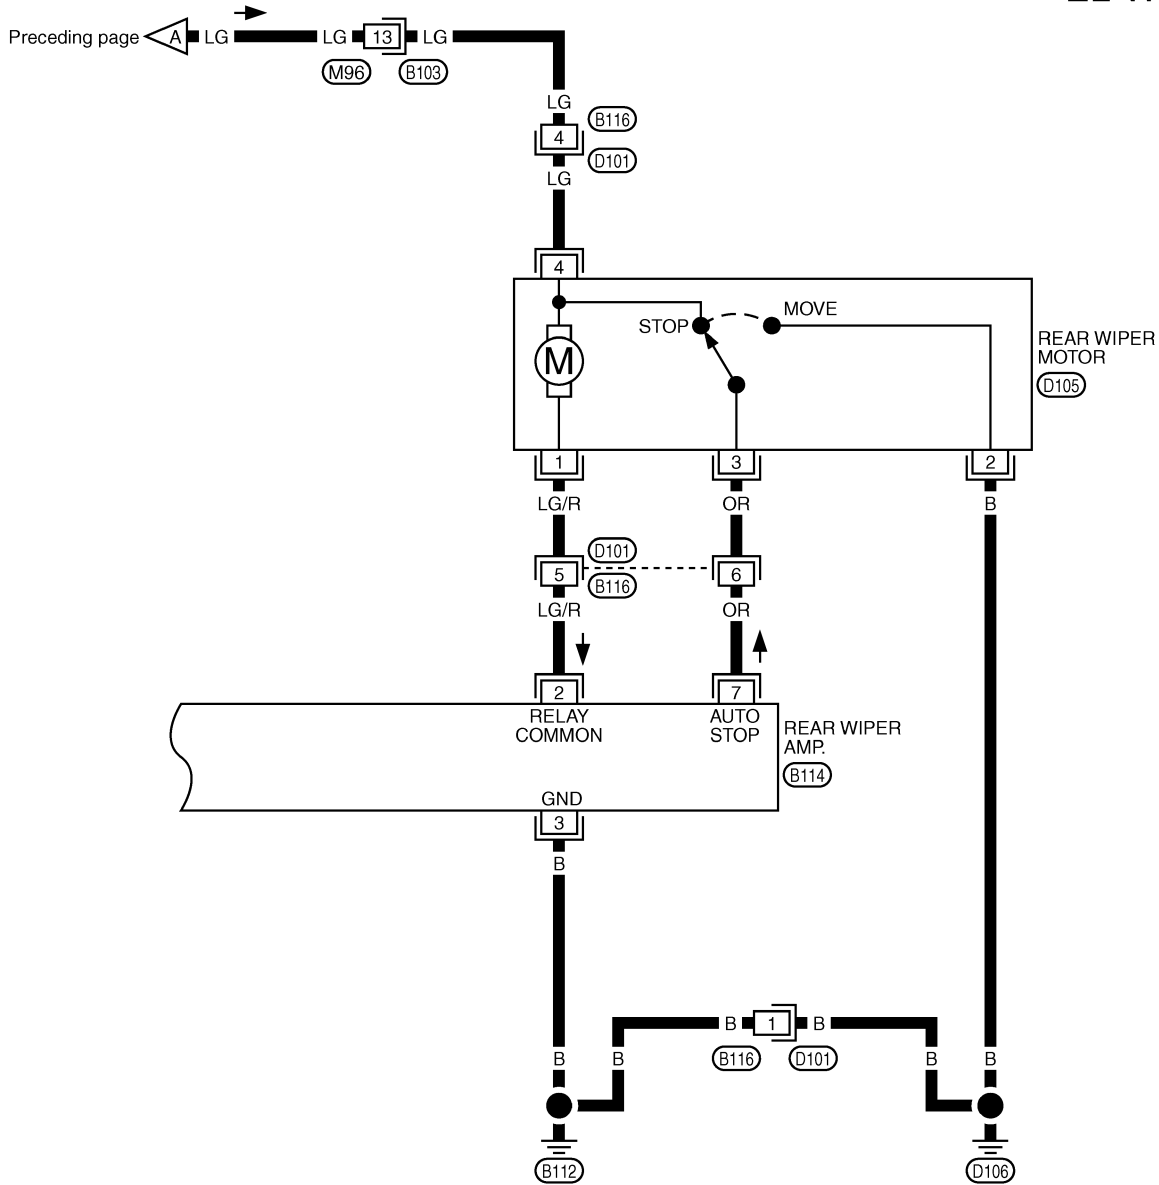 Preceding page A LG LG 13 LG
M96 B103
LG
B116
4
D101
LG
4
MOVE
STOP
M
REAR WIPER
MOTOR
D105
1 3 2
LG/R OR B
D101
5 6
B116
LG/R OR
2 7
RELAY
COMMON
AUTO
STOP
REAR WIPER
AMP.
B114
GND
3
B
B 1 B
B116 D101
B B B B
B112 D106